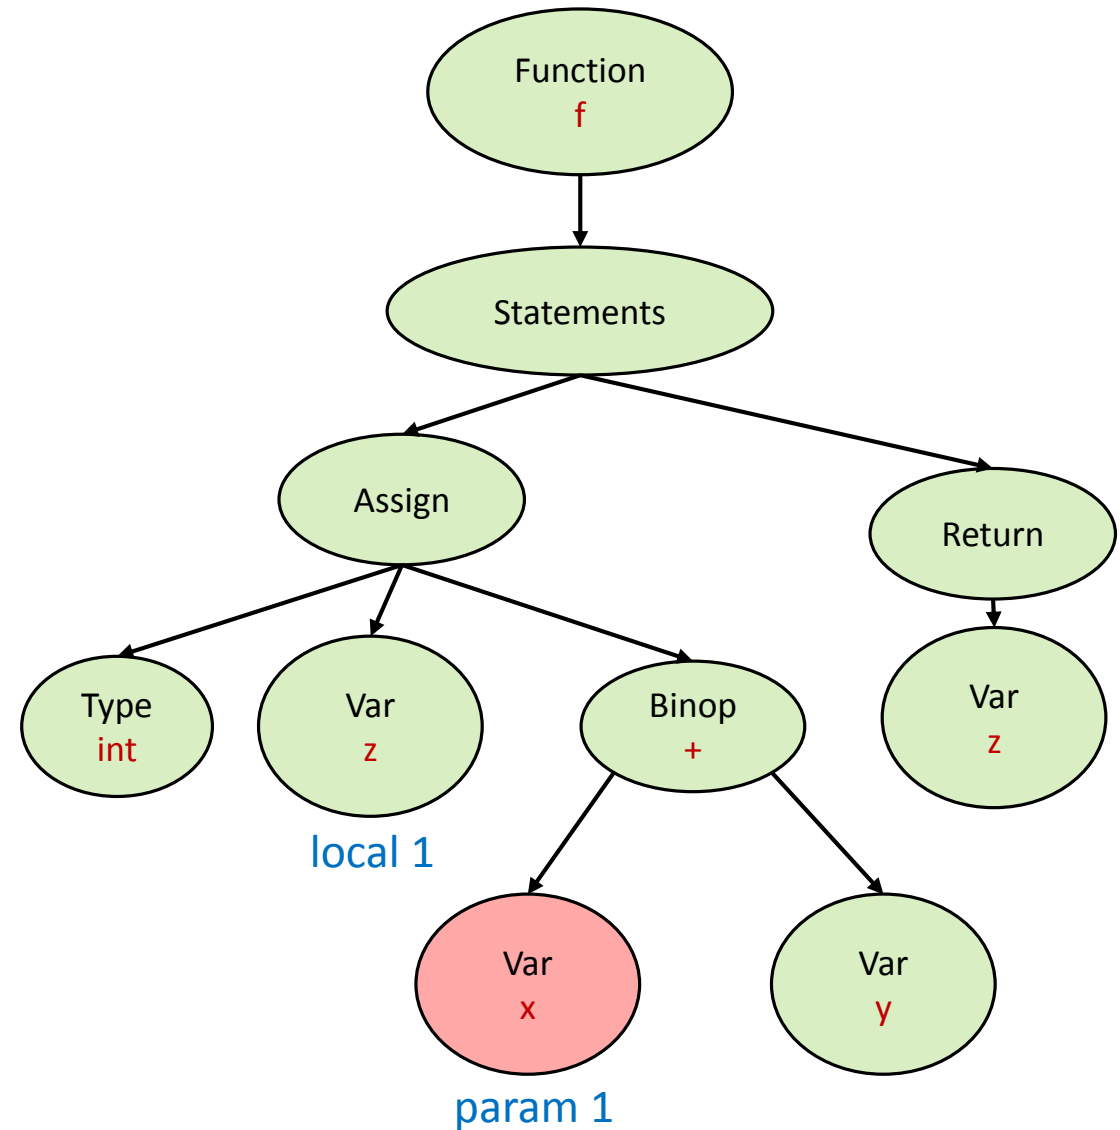 Function
f
Statements
Assign
Return
Type
int
Var
z
Binop
+
Var
z
local 1
Var
x
Var
y
param 1